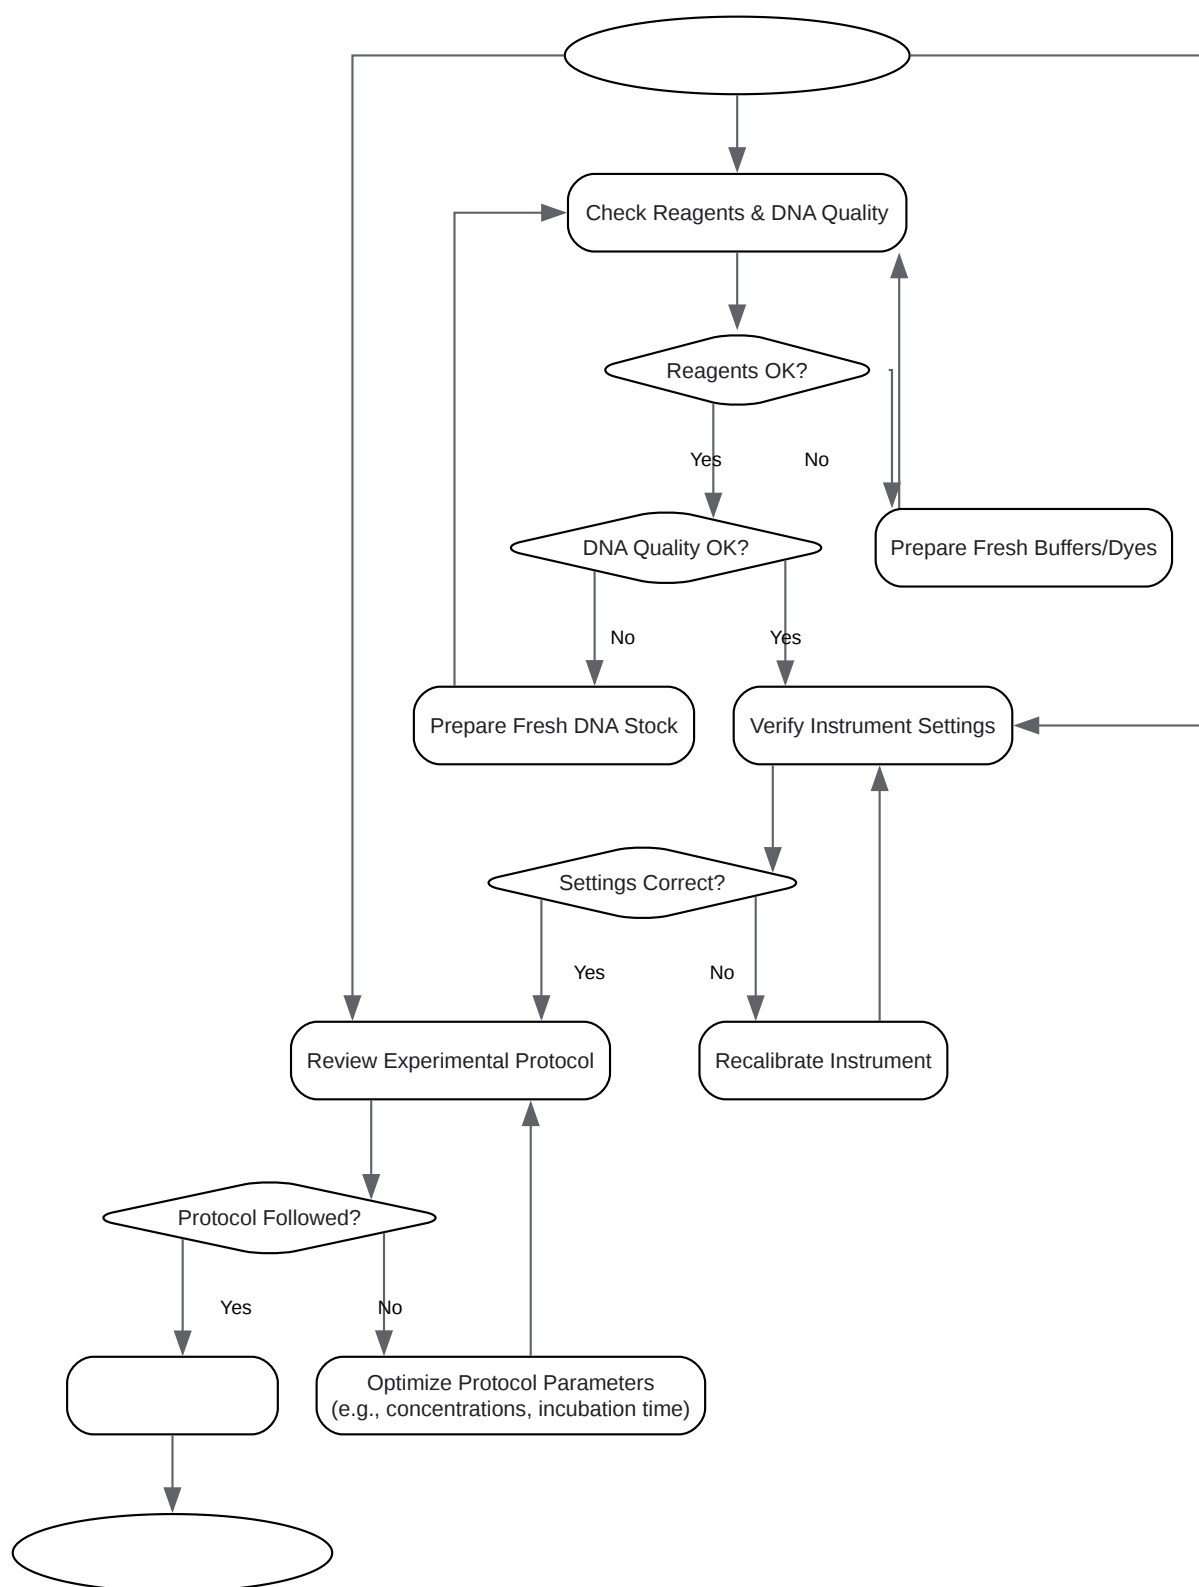 Check Reagents & DNA Quality
Reagents OK?
Yes
No
DNA Quality OK?
Prepare Fresh Buffers/Dyes
No
Yes
Prepare Fresh DNA Stock
Verify Instrument Settings
Settings Correct?
Yes
No
Review Experimental Protocol
Recalibrate Instrument
Protocol Followed?
Yes
No
Optimize Protocol Parameters
(e.g., concentrations, incubation time)